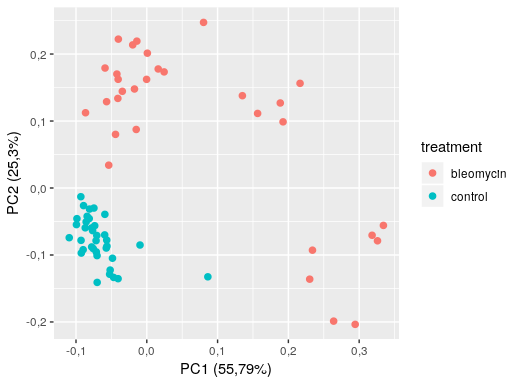 0,2
0,1
0,0
-0,1
-0,2
PC2 (25,3%)
-0,1 0,0 0,1 0,2 0,3
PC1 (55,79%)
treatment
bleomycin
control